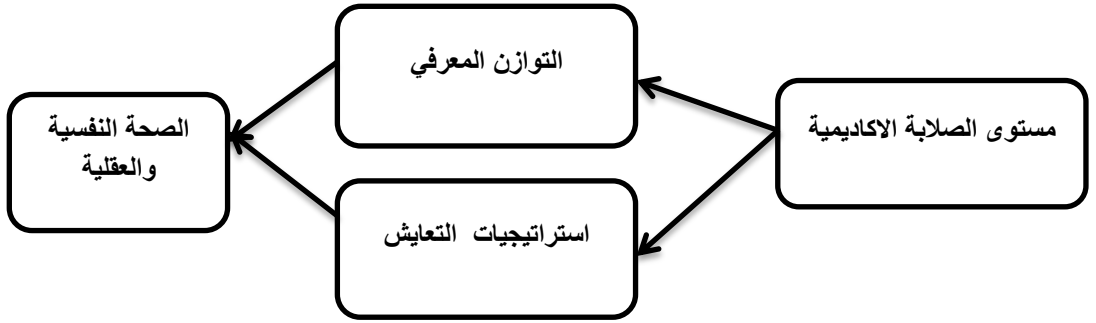 مستوى الصلابة الاكاديمية
التوازن المعرفي
استراتيجيات التعايش
الصحة النفسية
والعقلية